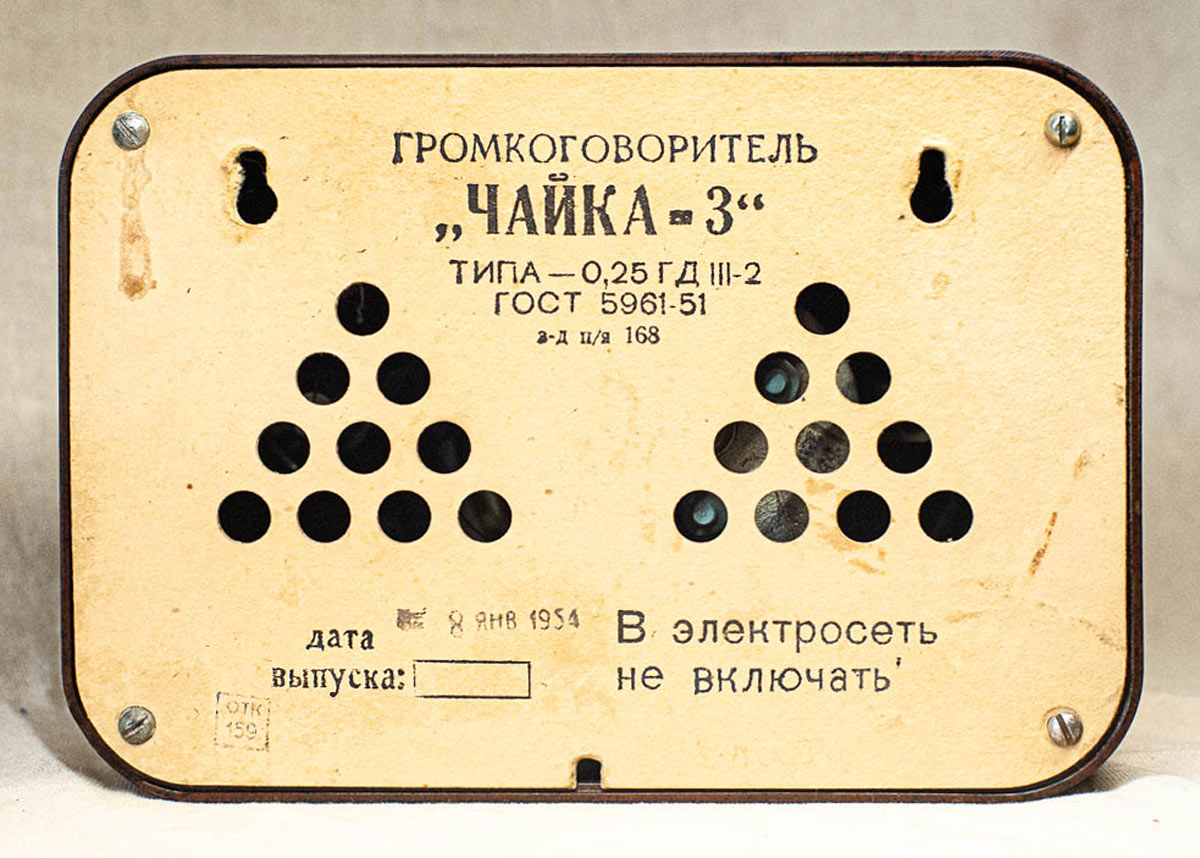 ГРОМКОГОВОРИТЕЛЬ
„ЧАЙКА-3“
ТИПА — 0,25 ГД III-2
ГОСТ 5961-51
з-д п/я 168
8 ЯНВ 1954
дата
выпуска:
В электросеть
не включать
ОТК
159